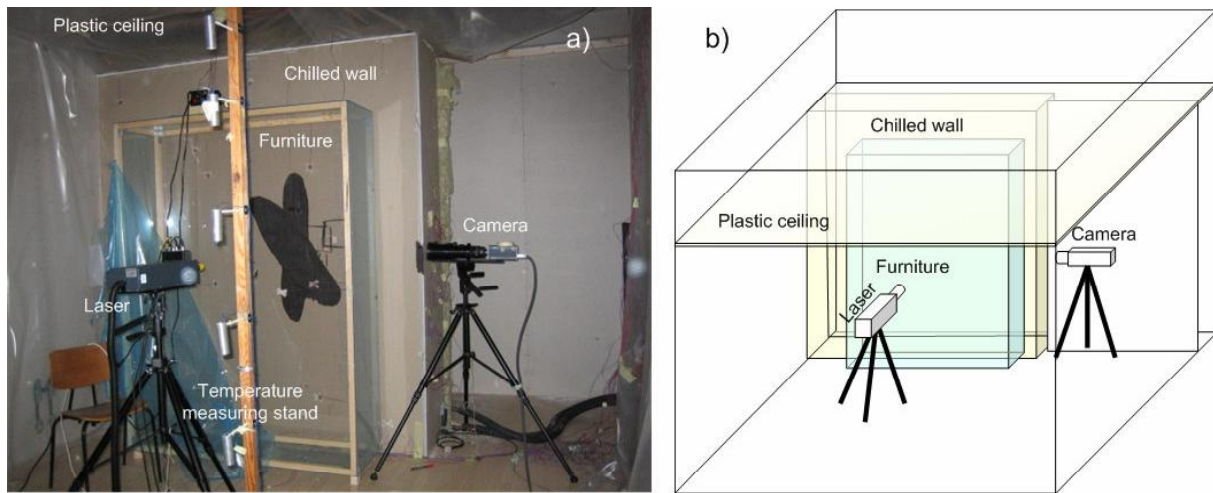 Plastic ceiling
a)
Chilled wall
Furniture
Camera
Laser
Temperature
measuring stand
b)
Chilled wall
Plastic ceiling
Camera
Furniture
Laser